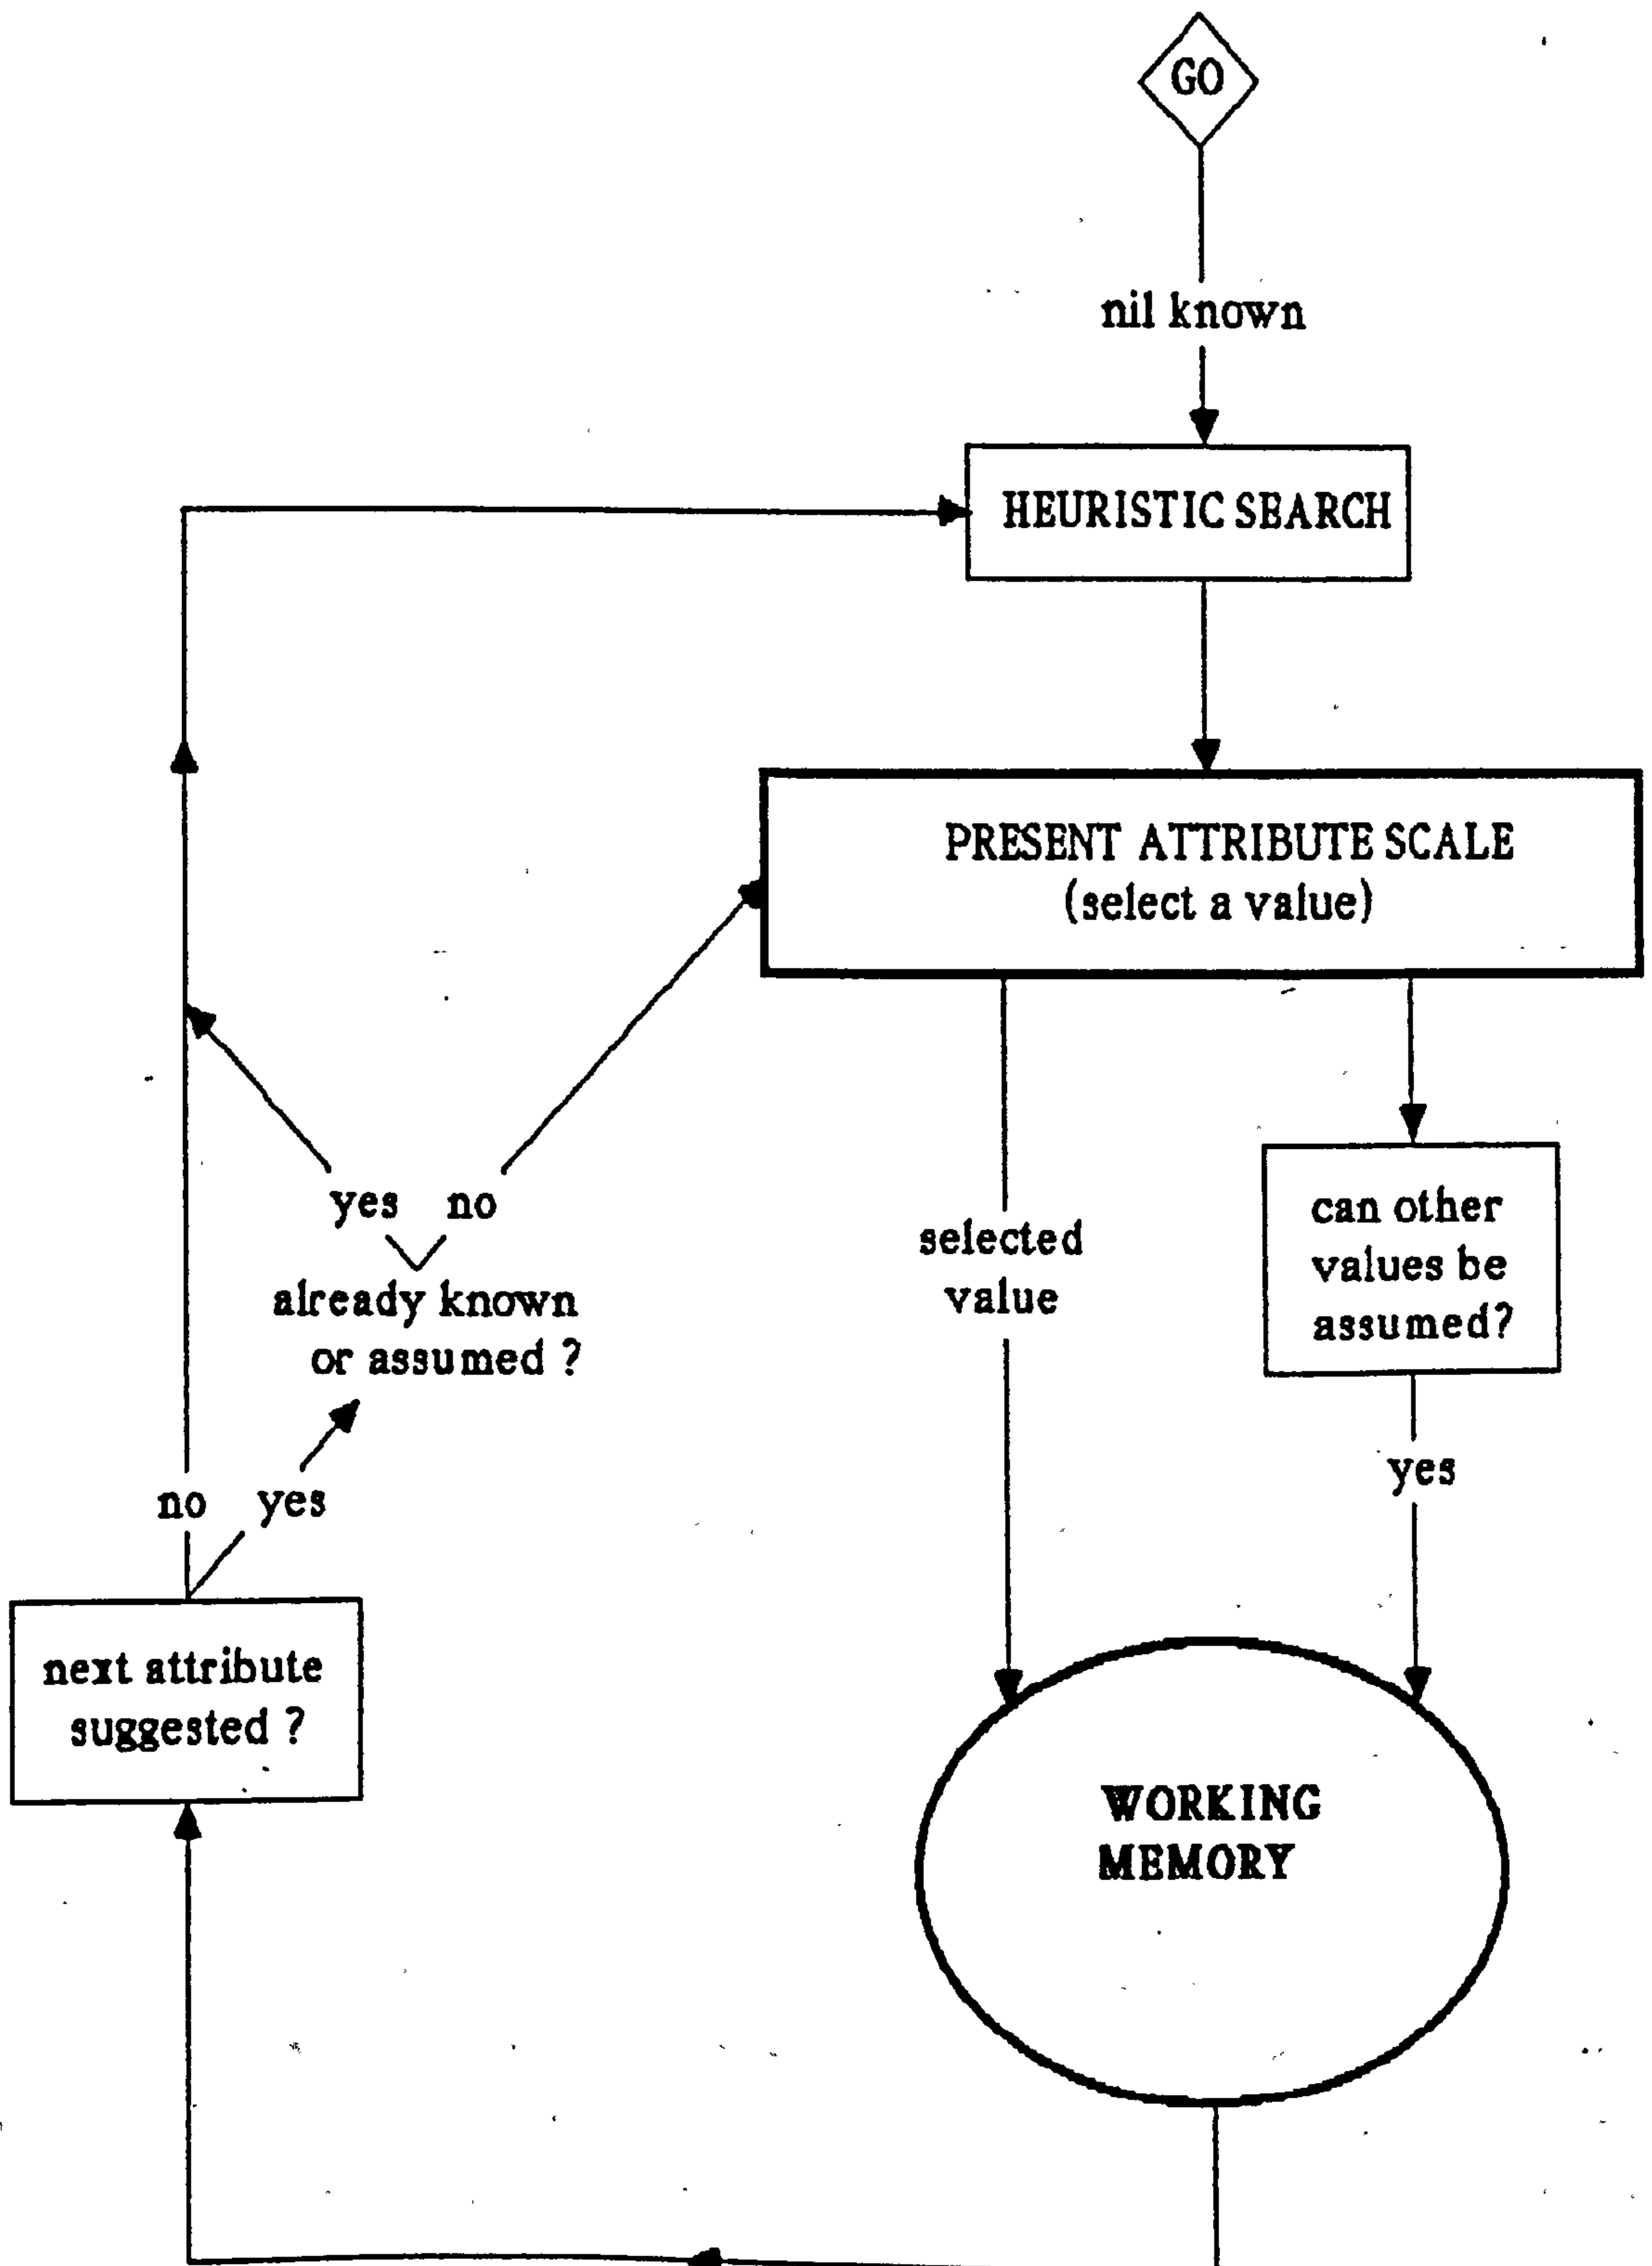 GO
nil known
HEURISTIC SEARCH
PRESENT ATTRIBUTE SCALE
(select a value)
yes no
already known
or assumed ?
selected
value
can other
values be
assumed?
yes
no yes
next attribute
suggested ?
WORKING
MEMORY